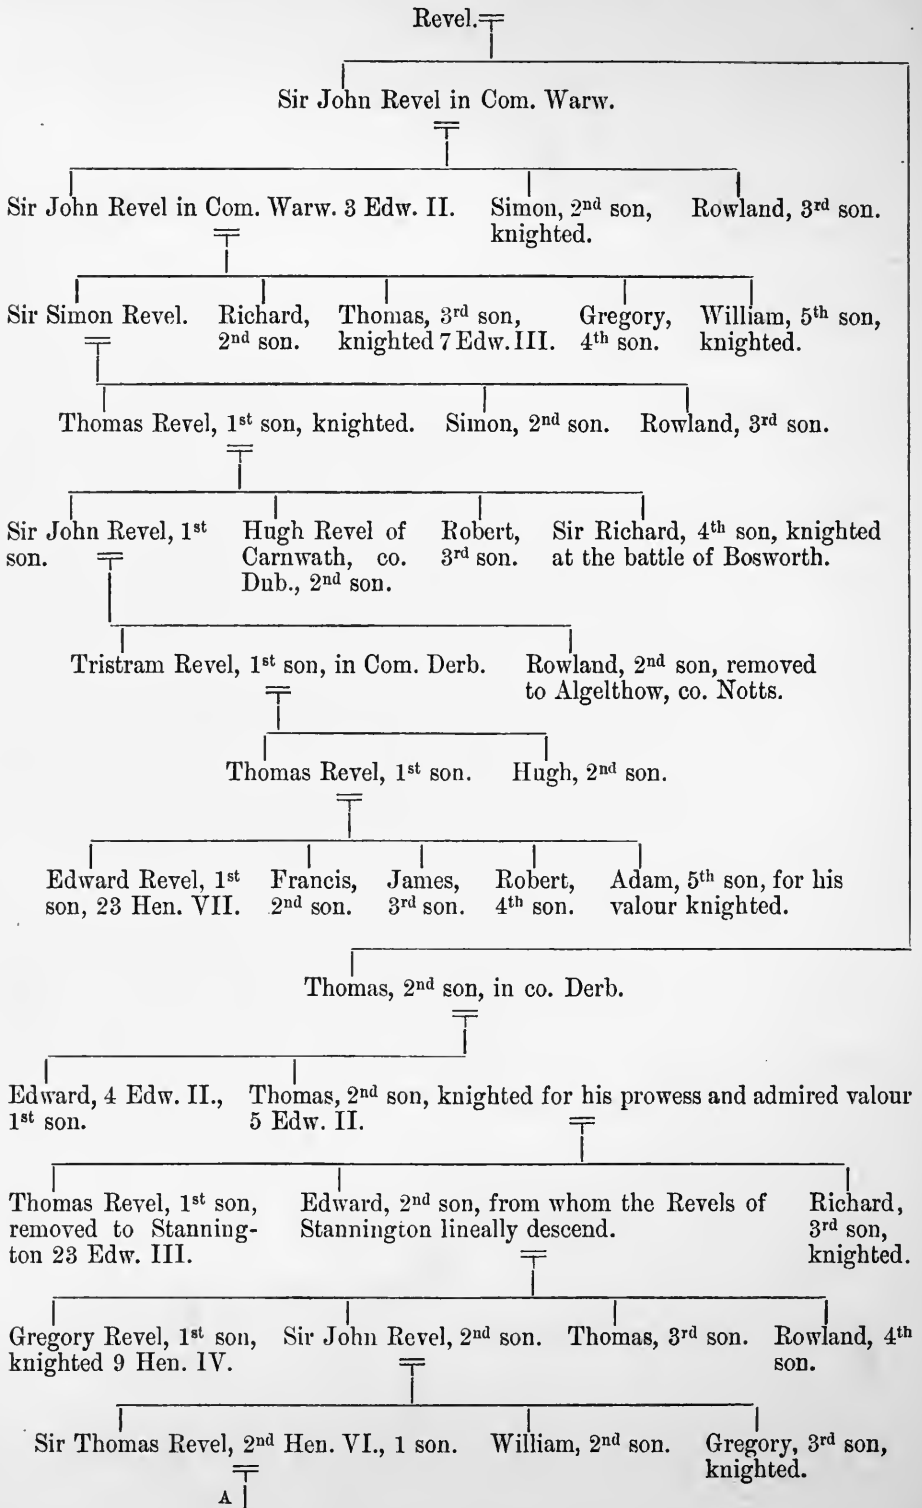 Revel.
Sir John Revel in Com. Warw.
Sir John Revel in Com. Warw. 3 Edw. II.
Simon, 2nd son,
knighted.
Rowland, 3rd son.
Sir Simon Revel.
Richard,
2nd son.
Thomas, 3rd son,
knighted 7 Edw. III.
Gregory,
4th son.
William, 5th son,
knighted.
Thomas Revel, 1st son, knighted.
Simon, 2nd son.
Rowland, 3rd son.
Sir John Revel, 1st
son.
Hugh Revel of
Carnwath, co.
Dub., 2nd son.
Robert,
3rd son.
Sir Richard, 4th son, knighted
at the battle of Bosworth.
Tristram Revel, 1st son, in Com. Derb.
Rowland, 2nd son, removed
to Algelthow, co. Notts.
Thomas Revel, 1st son.
Hugh, 2nd son.
Edward Revel, 1st
son, 23 Hen. VII.
Francis,
2nd son.
James,
3rd son.
Robert,
4th son.
Adam, 5th son, for his
valour knighted.
Thomas, 2nd son, in co. Derb.
Edward, 4 Edw. II.,
1st son.
Thomas, 2nd son, knighted for his prowess and admired valour
5 Edw. II.
Thomas Revel, 1st son,
removed to Stanning-
ton 23 Edw. III.
Edward, 2nd son, from whom the Revels of
Stannington lineally descend.
Richard,
3rd son,
knighted.
Gregory Revel, 1st son,
knighted 9 Hen. IV.
Sir John Revel, 2nd son.
Thomas, 3rd son.
Rowland, 4th
son.
Sir Thomas Revel, 2nd Hen. VI., 1 son.
William, 2nd son.
Gregory, 3rd son,
knighted.
A